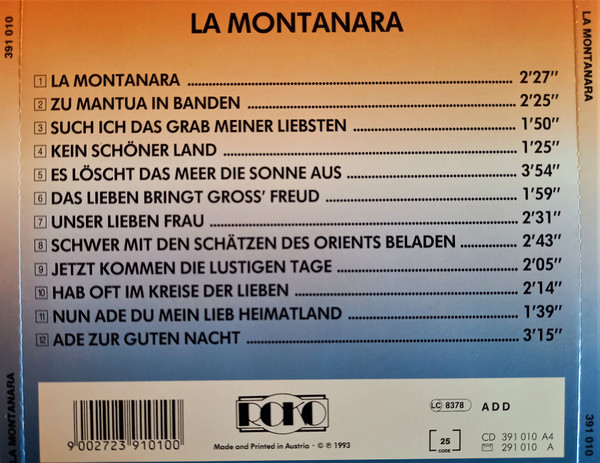 LA MONTANARA
391 010
LA MONTANARA
1 LA MONTANARA 2'27''
2 ZU MANTUA IN BANDEN 2'25''
3 SUCH ICH DAS GRAB MEINER LIEBSTEN 1'50''
4 KEIN SCHÖNER LAND 1'25''
5 ES LÖSCHT DAS MEER DIE SONNE AUS 3'54''
6 DAS LIEBEN BRINGT GROSS' FREUD 1'59''
7 UNSER LIEBEN FRAU 2'31''
8 SCHWER MIT DEN SCHÄTZEN DES ORIENTS BELADEN 2'43''
9 JETZT KOMMEN DIE LUSTIGEN TAGE 2'05''
10 HAB OFT IM KREISE DER LIEBEN 2'14''
11 NUN ADE DU MEIN LIEB HEIMATLAND 1'39''
12 ADE ZUR GUTEN NACHT 3'15''
LA MONTANARA
9 002723 910100
ROKO
Made and Printed in Austria - © ℗ 1993
LC 8378 ADD
25
CODE
CD 391 010 A4
291 010 A
391 010